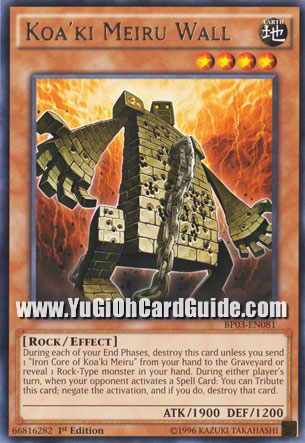 Koa'ki Meiru Wall
EARTH
地
www.YuGiOhCardGuide.com
BP03-EN081
[Rock/Effect]
During each of your End Phases, destroy this card unless you send
1 "Iron Core of Koa'ki Meiru" from your hand to the Graveyard or
reveal 1 Rock-Type monster in your hand. During either player's
turn, when your opponent activates a Spell Card: You can Tribute
this card; negate the activation, and if you do, destroy that card.
ATK/1900 DEF/1200
66816282 1st Edition ©1996 KAZUKI TAKAHASHI